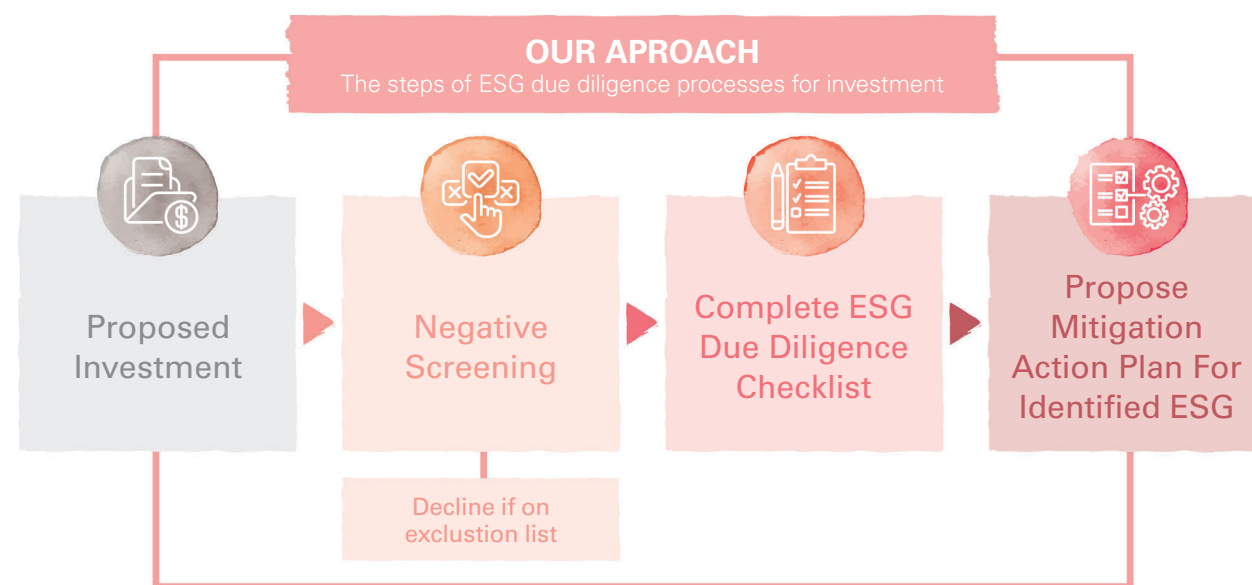 OUR APROACH
The steps of ESG due diligence processes for investment
Proposed
Investment
Negative
Screening
Decline if on
exclustion list
Complete ESG
Due Diligence
Checklist
Propose
Mitigation
Action Plan For
Identified ESG